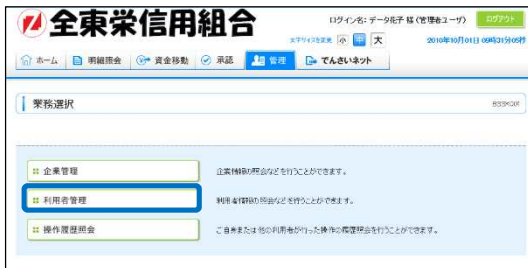 全東栄信用組合
ログイン名：データ花子 様 (管理者ユーザ)
ログアウト
文字サイズを変更 小 中 大
2010年10月01日 09時31分05秒
ホーム 明細照会 資金移動 承認 管理 でんさいネット
業務選択
企業管理
企業情報の照会などを行うことができます。
利用者管理
利用者情報の照会などを行うことができます。
操作履歴照会
ご自身または他の利用者が行った操作の履歴照会を行うことができます。